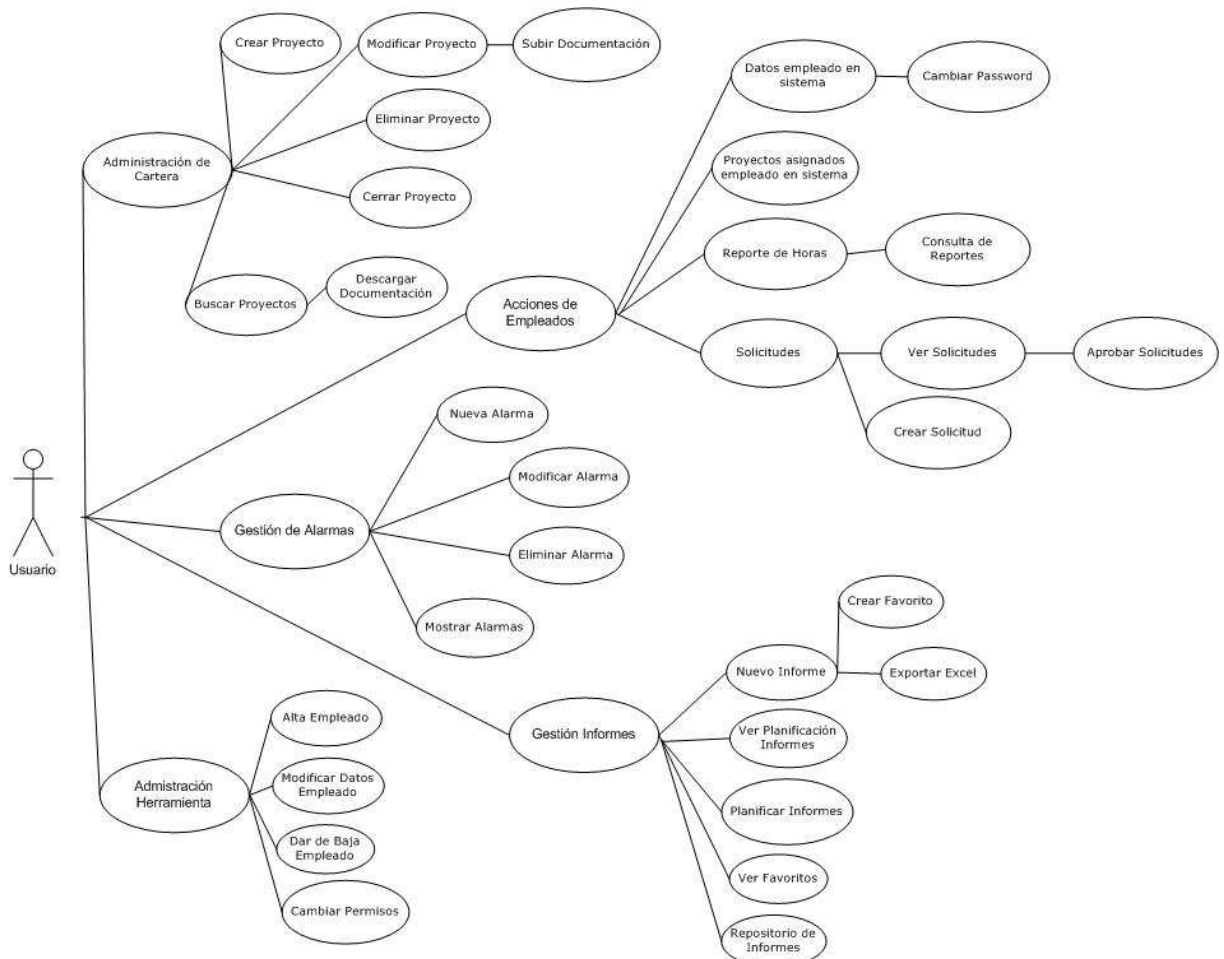 Crear Proyecto
Modificar Proyecto
Subir Documentación
Eliminar Proyecto
Administración de
Cartera
Cerrar Proyecto
Buscar Proyectos
Descargar
Documentación
Datos empleado en
sistema
Cambiar Password
Proyectos asignados
empleado en sistema
Reporte de Horas
Consulta de
Reportes
Acciones de
Empleados
Solicitudes
Ver Solicitudes
Aprobar Solicitudes
Crear Solicitud
Nueva Alarma
Modificar Alarma
Gestión de Alarmas
Eliminar Alarma
Mostrar Alarmas
Usuario
Crear Favorito
Nuevo Informe
Exportar Excel
Gestión Informes
Ver Planificación
Informes
Planificar Informes
Ver Favoritos
Repositorio de
Informes
Alta Empleado
Admistración
Herramienta
Modificar Datos
Empleado
Dar de Baja
Empleado
Cambiar Permisos